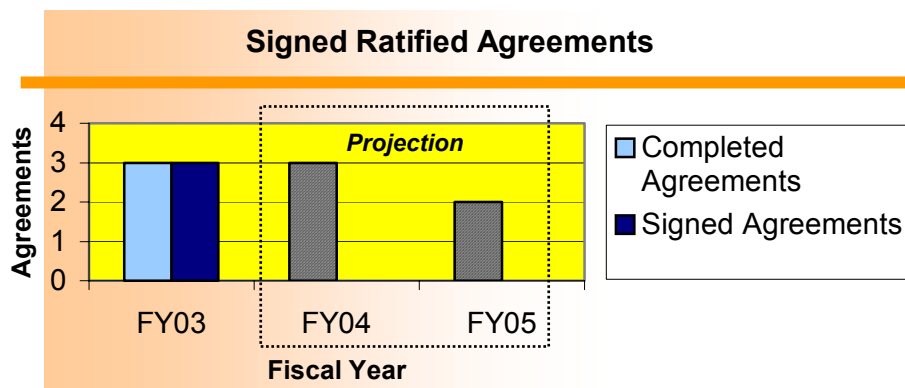 Signed Ratified Agreements
Projection
Agreements
4
3
2
1
0
FY03 FY04 FY05
Fiscal Year
Completed
Agreements
Signed Agreements